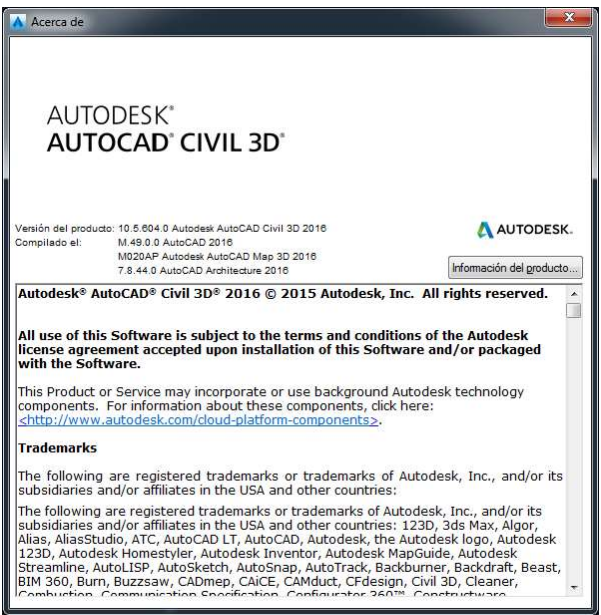 Acerca de
AUTODESK®
AUTOCAD® CIVIL 3D®
Versión del producto: 10.5.604.0 Autodesk AutoCAD Civil 3D 2016
Compilado el: M.49.0.0 AutoCAD 2016
M020AP Autodesk AutoCAD Map 3D 2016
7.8.44.0 AutoCAD Architecture 2016
AUTODESK.
Información del producto...
Autodesk® AutoCAD® Civil 3D® 2016 © 2015 Autodesk, Inc. All rights reserved.
All use of this Software is subject to the terms and conditions of the Autodesk
license agreement accepted upon installation of this Software and/or packaged
with the Software.
This Product or Service may incorporate or use background Autodesk technology
components. For information about these components, click here:
<http://www.autodesk.com/cloud-platform-components>.
Trademarks
The following are registered trademarks or trademarks of Autodesk, Inc., and/or its
subsidiaries and/or affiliates in the USA and other countries:
The following are registered trademarks or trademarks of Autodesk, Inc., and/or its
subsidiaries and/or affiliates in the USA and other countries: 123D, 3ds Max, Algor,
Alias, AliasStudio, ATC, AutoCAD LT, AutoCAD, Autodesk, the Autodesk logo, Autodesk
123D, Autodesk Homestyler, Autodesk Inventor, Autodesk MapGuide, Autodesk
Streamline, AutoLISP, AutoSketch, AutoSnap, AutoTrack, Backburner, Backdraft, Beast,
BIM 360, Burn, Buzzsaw, CADmep, CAiCE, CAMduct, CFdesign, Civil 3D, Cleaner,
Combustion, Communication Specification, Configurator 360™, Constructware,